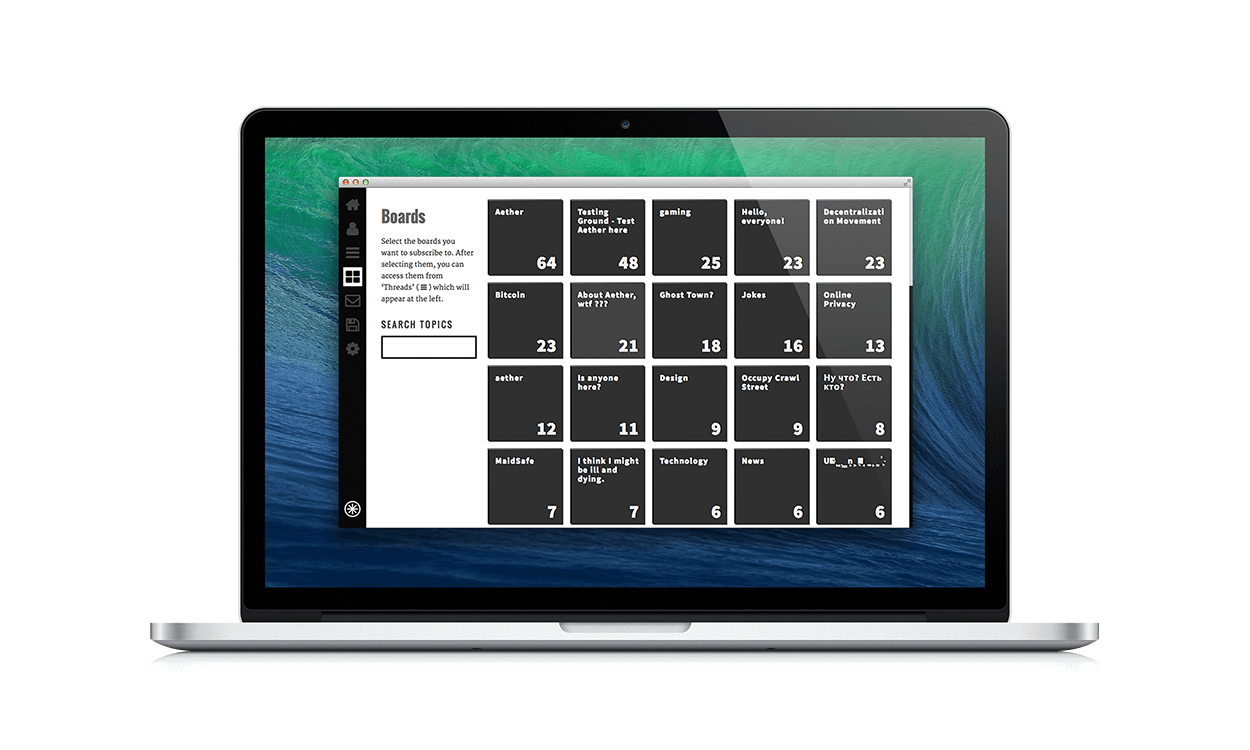 Boards
Select the boards you
want to subscribe to. After
selecting them, you can
access them from
'Threads' ( ☰ ) which will
appear at the left.
SEARCH TOPICS
Aether
64
Testing
Ground - Test
Aether here
48
gaming
25
Hello,
everyone!
23
Decentralizati
on Movement
23
Bitcoin
23
About Aether,
wtf ???
21
Ghost Town?
18
Jokes
16
Online
Privacy
13
aether
12
Is anyone
here?
11
Design
9
Occupy Crawl
Street
9
Ну что? Есть
кто?
8
MaidSafe
7
I think I might
be ill and
dying.
7
Technology
6
News
6
6